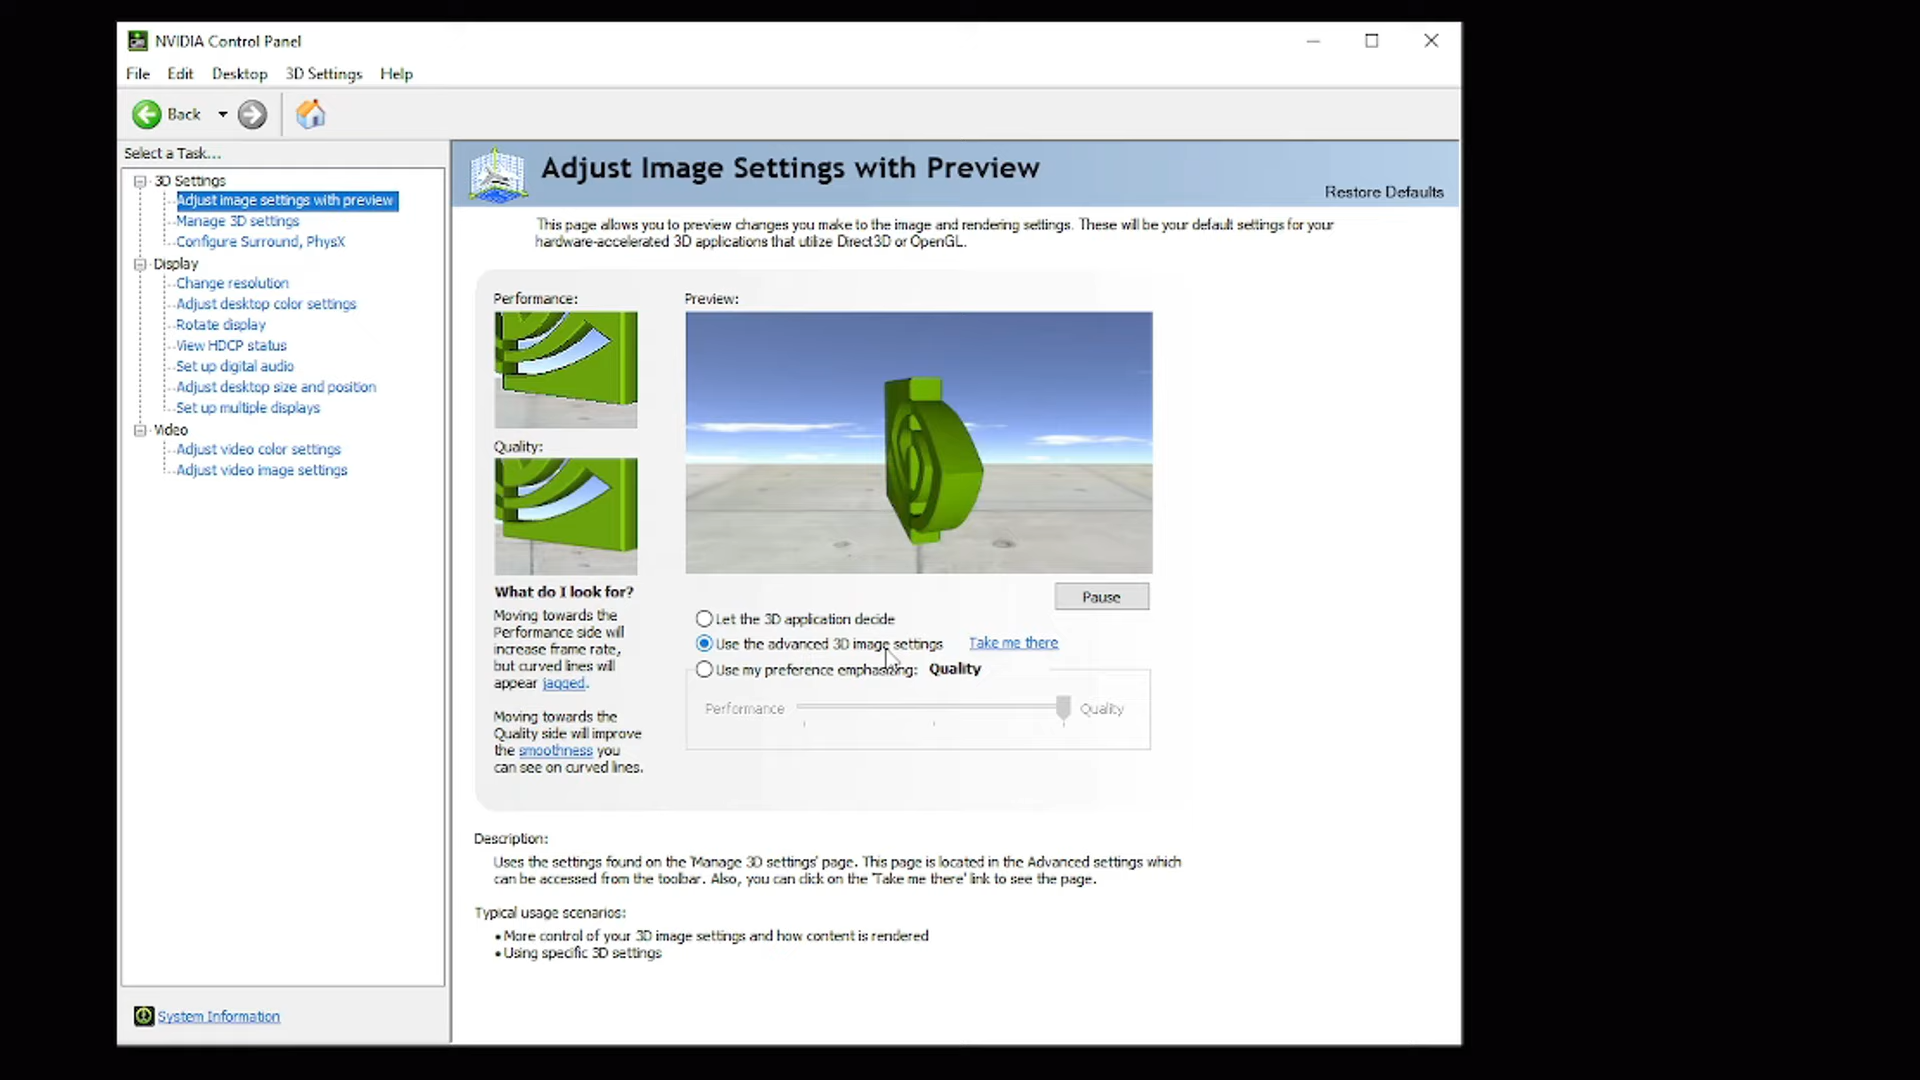 NVIDIA Control Panel
File Edit Desktop 3D Settings Help
Back
Select a Task...
3D Settings
Adjust image settings with preview
Manage 3D settings
Configure Surround, PhysX
Display
Change resolution
Adjust desktop color settings
Rotate display
View HDCP status
Set up digital audio
Adjust desktop size and position
Set up multiple displays
Video
Adjust video color settings
Adjust video image settings
System Information
Adjust Image Settings with Preview
Restore Defaults
This page allows you to preview changes you make to the image and rendering settings. These will be your default settings for your
hardware-accelerated 3D applications that utilize Direct3D or OpenGL.
Performance:
Quality:
What do I look for?
Moving towards the
Performance side will
increase frame rate,
but curved lines will
appear jagged.
Moving towards the
Quality side will improve
the smoothness you
can see on curved lines.
Preview:
Pause
Let the 3D application decide
Use the advanced 3D image settings Take me there
Use my preference emphasizing: Quality
Performance Quality
Description:
Uses the settings found on the 'Manage 3D settings' page. This page is located in the Advanced settings which
can be accessed from the toolbar. Also, you can click on the 'Take me there' link to see the page.
Typical usage scenarios:
• More control of your 3D image settings and how content is rendered
• Using specific 3D settings